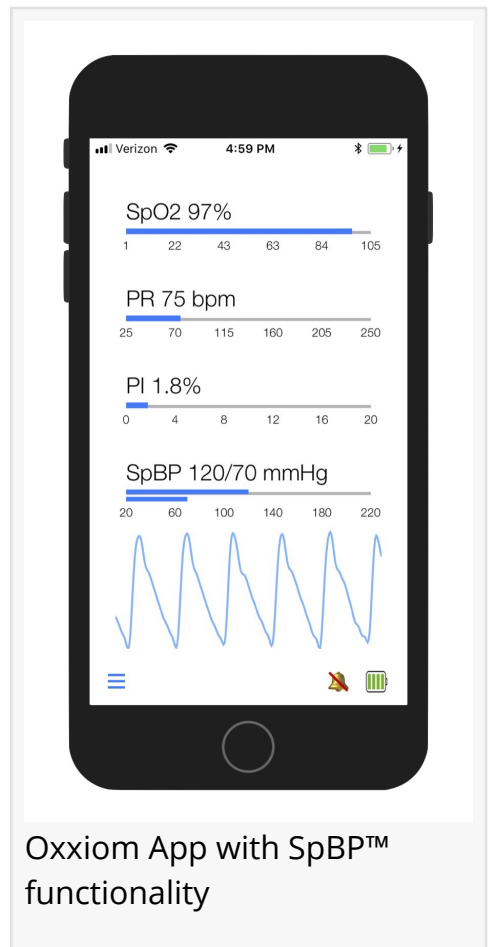 Verizon 4:59 PM
SpO2 97%
1 22 43 63 84 105
PR 75 bpm
25 70 115 160 205 250
PI 1.8%
0 4 8 12 16 20
SpBP 120/70 mmHg
20 60 100 140 180 220
Oxxiom App with SpBP™
functionality